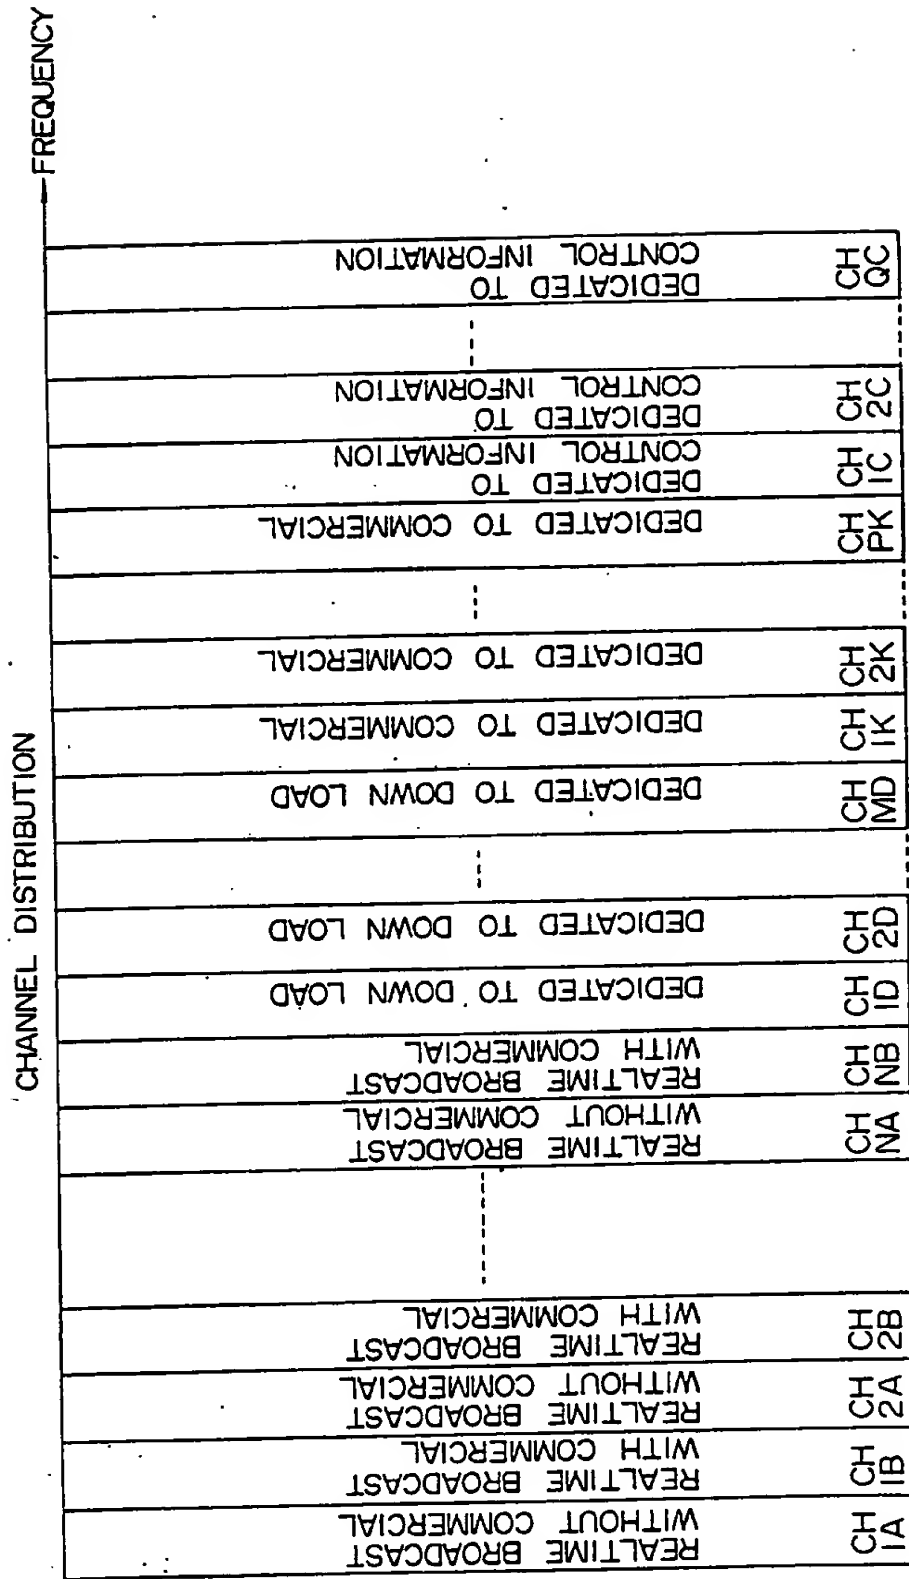 CHANNEL DISTRIBUTION
FREQUENCY
REALTIME BROADCAST
WITHOUT COMMERCIAL
CH
1A
REALTIME BROADCAST
WITH COMMERCIAL
CH
1B
REALTIME BROADCAST
WITHOUT COMMERCIAL
CH
2A
REALTIME BROADCAST
WITH COMMERCIAL
CH
2B
REALTIME BROADCAST
WITHOUT COMMERCIAL
CH
NA
REALTIME BROADCAST
WITH COMMERCIAL
CH
NB
DEDICATED TO DOWN LOAD
CH
1D
DEDICATED TO DOWN LOAD
CH
2D
DEDICATED TO DOWN LOAD
CH
MD
DEDICATED TO COMMERCIAL
CH
1K
DEDICATED TO COMMERCIAL
CH
2K
DEDICATED TO COMMERCIAL
CH
PK
DEDICATED TO
CONTROL INFORMATION
CH
1C
DEDICATED TO
CONTROL INFORMATION
CH
2C
DEDICATED TO
CONTROL INFORMATION
CH
QC